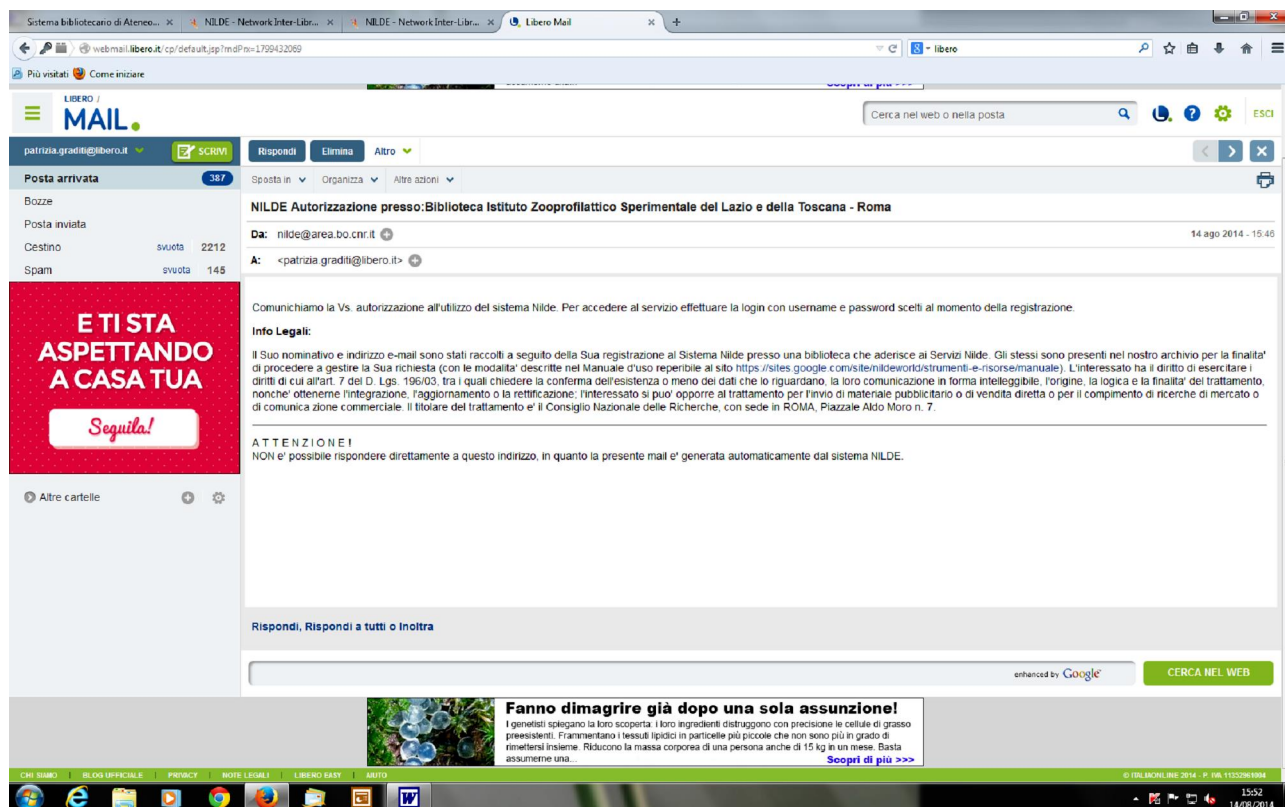 Sistema bibliotecario di Ateneo... × NILDE - Network Inter-Libr... × NILDE - Network Inter-Libr... × Libero Mail × +
webmail.libero.it/cp/default.jsp?rndPrx=1799432069 libero
Più visitati Come iniziare
Scopri di più >>>
LIBERO /
MAIL
Cerca nel web o nella posta
ESCI
patrizia.graditi@libero.it
SCRIVI
Rispondi Elimina Altro
Posta arrivata 387
Sposta in Organizza Altre azioni
Bozze
Posta inviata
Cestino svuota 2212
Spam svuota 145
NILDE Autorizzazione presso:Biblioteca Istituto Zooprofilattico Sperimentale del Lazio e della Toscana - Roma
Da: nilde@area.bo.cnr.it
14 ago 2014 - 15:46
A: <patrizia.graditi@libero.it>
E TI STA
ASPETTANDO
A CASA TUA
Seguila!
Altre cartelle
Comunichiamo la Vs. autorizzazione all'utilizzo del sistema Nilde. Per accedere al servizio effettuare la login con username e password scelti al momento della registrazione.
Info Legali:
Il Suo nominativo e indirizzo e-mail sono stati raccolti a seguito della Sua registrazione al Sistema Nilde presso una biblioteca che aderisce ai Servizi Nilde. Gli stessi sono presenti nel nostro archivio per la finalita'
di procedere a gestire la Sua richiesta (con le modalita' descritte nel Manuale d'uso reperibile al sito https://sites.google.com/site/nildeworld/strumenti-e-risorse/manuale). L'interessato ha il diritto di esercitare i
diritti di cui all'art. 7 del D. Lgs. 196/03, tra i quali chiedere la conferma dell'esistenza o meno dei dati che lo riguardano, la loro comunicazione in forma intelleggibile, l'origine, la logica e la finalita' del trattamento,
nonche' ottenerne l'integrazione, l'aggiornamento o la rettificazione; l'interessato si puo' opporre al trattamento per l'invio di materiale pubblicitario o di vendita diretta o per il compimento di ricerche di mercato o
di comunica zione commerciale. Il titolare del trattamento e' il Consiglio Nazionale delle Richerche, con sede in ROMA, Piazzale Aldo Moro n. 7.
A T T E N Z I O N E !
NON e' possibile rispondere direttamente a questo indirizzo, in quanto la presente mail e' generata automaticamente dal sistema NILDE.
Rispondi, Rispondi a tutti o Inoltra
enhanced by Google
CERCA NEL WEB
Fanno dimagrire già dopo una sola assunzione!
I genetisti spiegano la loro scoperta: i loro ingredienti distruggono con precisione le cellule di grasso
preesistenti. Frammentano i tessuti lipidici in particelle più piccole che non sono più in grado di
rimettersi insieme. Riducono la massa corporea di una persona anche di 15 kg in un mese. Basta
assumerne una...
Scopri di più >>>
CHI SIAMO | BLOG UFFICIALE | PRIVACY | NOTE LEGALI | LIBERO EASY | AIUTO
© ITALIAONLINE 2014 - P. IVA 11352961004
15:52
14/08/2014